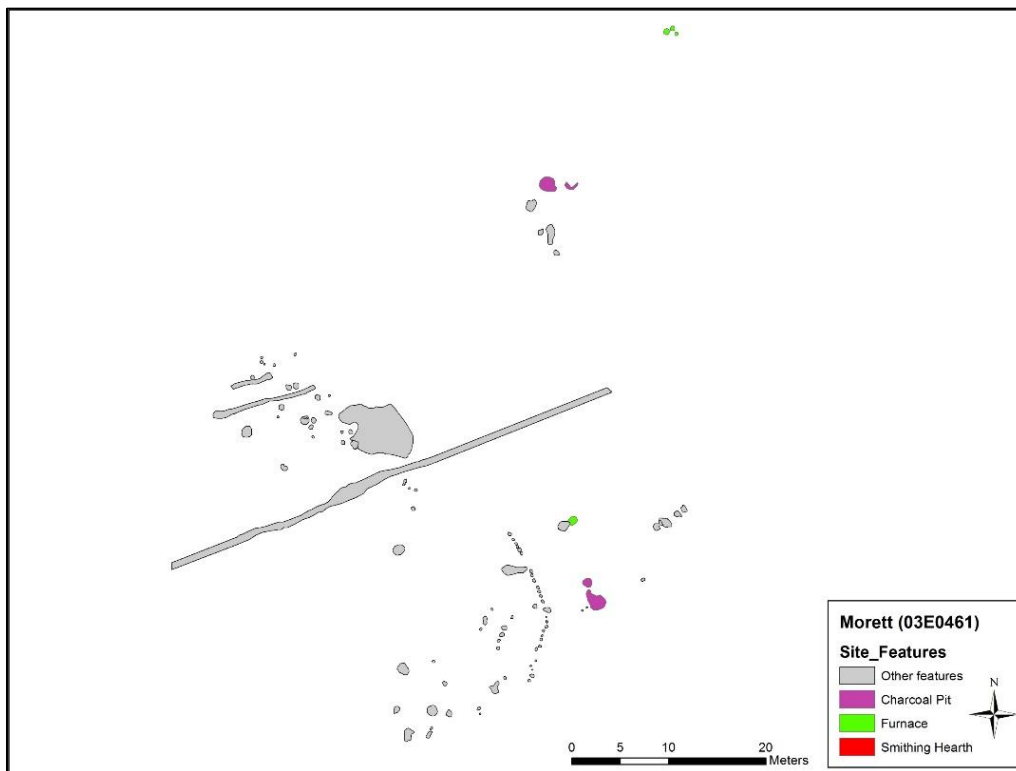 Morett (03E0461)
Site_Features
Other features
Charcoal Pit
Furnace
Smithing Hearth
N
0 5 10 20
Meters